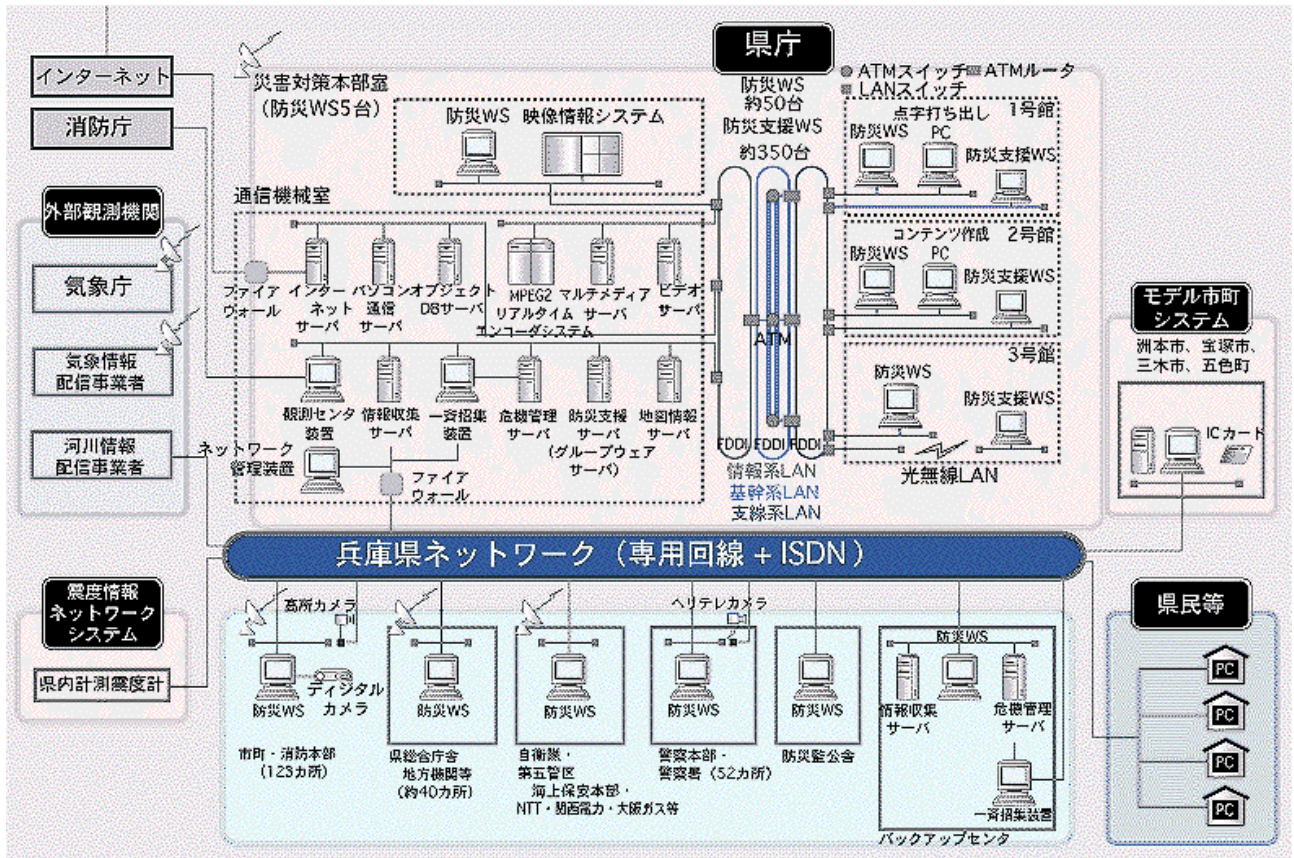 県庁
インターネット
消防庁
災害対策本部室
(防災WS5台)
防災WS 映像情報システム
防災WS
約50台
防災支援WS
約350台
ATMスイッチ ATMルータ
LANスイッチ
点字打ち出し 1号館
防災WS PC
防災支援WS
コンテンツ作成 2号館
防災WS PC
防災支援WS
3号館
防災WS
防災支援WS
光無線LAN
外部観測機関
気象庁
気象情報
配信事業者
河川情報
配信事業者
通信機械室
ファイア
ウォール
インター
ネット
サーバ
パソコン
通信
サーバ
オブジェクト
DBサーバ
MPEG2
リアルタイム
エンコーダシステム
マルチメディア
サーバ
ビデオ
サーバ
観測センタ
装置
情報収集
サーバ
一斉招集
装置
危機管理
サーバ
防災支援
サーバ
(グループウェア
サーバ)
地図情報
サーバ
ネットワーク
管理装置
ファイア
ウォール
ATM
FDDI FDDI FDDI
情報系LAN
基幹系LAN
支線系LAN
モデル市町
システム
洲本市、宝塚市、
三木市、五色町
ICカード
兵庫県ネットワーク(専用回線+ISDN)
震度情報
ネットワーク
システム
県内計測震度計
高所カメラ
防災WS
ディジタル
カメラ
市町・消防本部
(123カ所)
防災WS
県総合庁舎
地方機関等
(約40カ所)
防災WS
自衛隊・
第五管区
海上保安本部・
NTT・関西電力・大阪ガス等
ヘリテレカメラ
防災WS
警察本部・
警察署(52カ所)
防災WS
防災監公舎
防災WS
情報収集
サーバ
危機管理
サーバ
一斉招集装置
バックアップセンタ
県民等
PC
PC
PC
PC